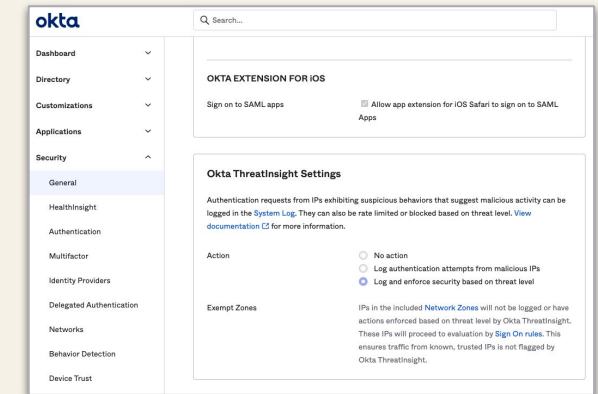 okta
Search...
Dashboard
Directory
Customizations
Applications
Security
General
HealthInsight
Authentication
Multifactor
Identity Providers
Delegated Authentication
Networks
Behavior Detection
Device Trust
OKTA EXTENSION FOR iOS
Sign on to SAML apps
Allow app extension for iOS Safari to sign on to SAML
Apps
Okta ThreatInsight Settings
Authentication requests from IPs exhibiting suspicious behaviors that suggest malicious activity can be
logged in the System Log. They can also be rate limited or blocked based on threat level. View
documentation for more information.
Action
No action
Log authentication attempts from malicious IPs
Log and enforce security based on threat level
Exempt Zones
IPs in the included Network Zones will not be logged or have
actions enforced based on threat level by Okta ThreatInsight.
These IPs will proceed to evaluation by Sign On rules. This
ensures traffic from known, trusted IPs is not flagged by
Okta ThreatInsight.